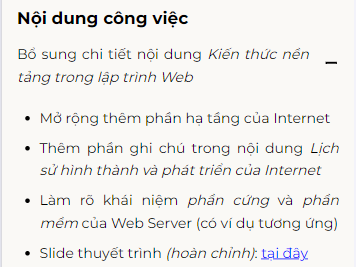 Nội dung công việc
Bổ sung chi tiết nội dung Kiến thức nền
tảng trong lập trình Web
Mở rộng thêm phần hạ tầng của Internet
Thêm phần ghi chú trong nội dung Lịch
sử hình thành và phát triển của Internet
Làm rõ khái niệm phần cứng và phần
mềm của Web Server (có ví dụ tương ứng)
Slide thuyết trình (hoàn chỉnh): tại đây